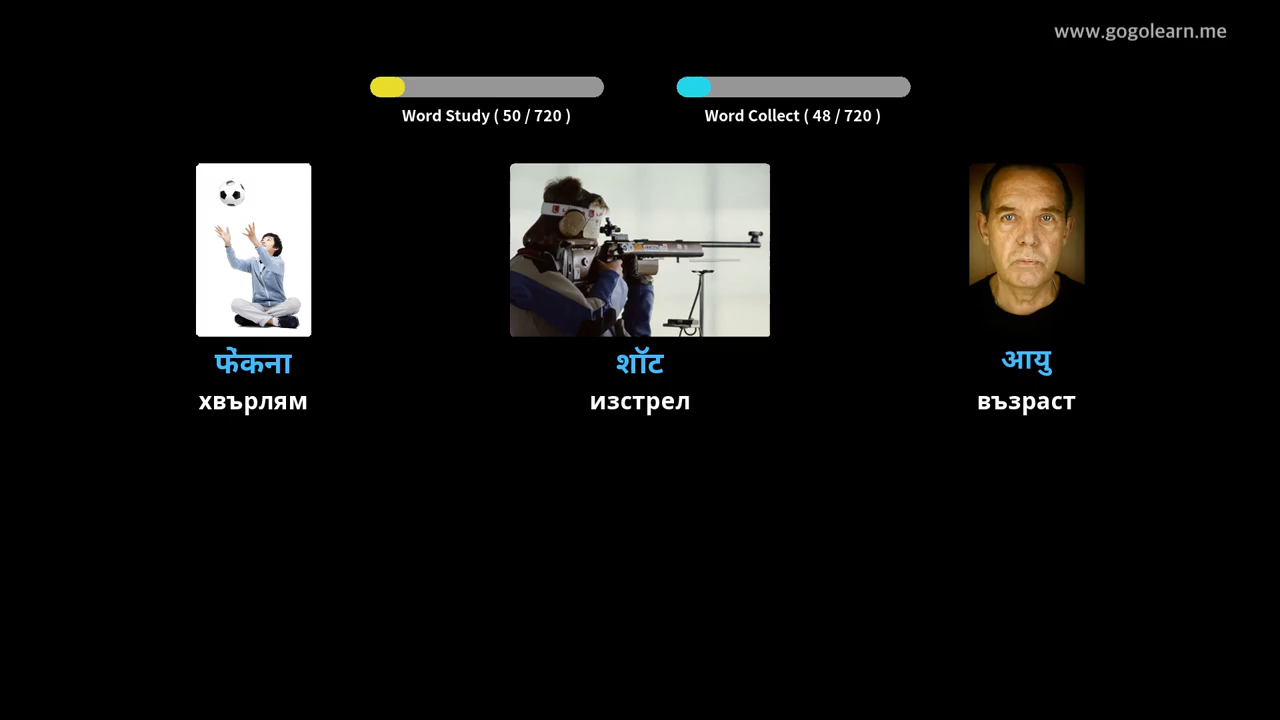 www.gogolearn.me
Word Study ( 50 / 720 )
Word Collect ( 48 / 720 )
फेंकना
शॉट
आयु
хвърлям
изстрел
възраст